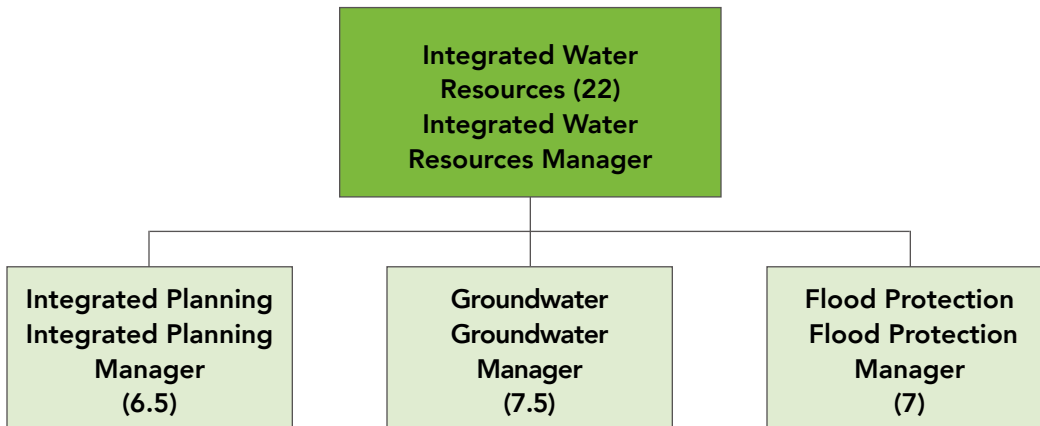 Integrated Water
Resources (22)
Integrated Water
Resources Manager
Integrated Planning
Integrated Planning
Manager
(6.5)
Groundwater
Groundwater
Manager
(7.5)
Flood Protection
Flood Protection
Manager
(7)